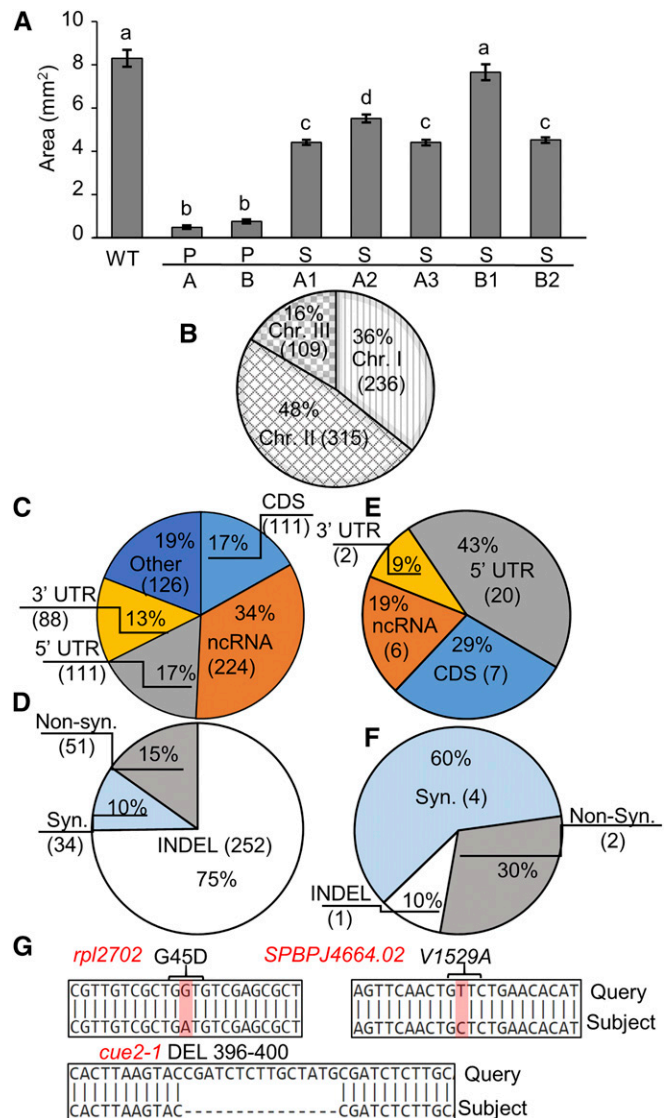 A
Area (mm²)
10
8
6
4
2
0
a
b
b
c
d
c
a
c
WT
P P S S S S S
A B A1 A2 A3 B1 B2
B
16%
Chr. III
(109)
36%
Chr. I
(236)
48%
Chr. II (315)
C
CDS
(111)
17%
19%
Other
(126)
3' UTR
(88)
13%
34%
ncRNA
(224)
5' UTR
(111)
17%
E
3' UTR
(2)
9%
43%
5' UTR
(20)
19%
ncRNA
(6)
29%
CDS (7)
D
Non-syn.
(51)
15%
10%
Syn.
(34)
INDEL (252)
75%
F
60%
Syn. (4)
Non-Syn.
(2)
30%
INDEL
(1)
10%
G
rpl2702 G45D
CGTTGTCGCTGGTGTCGAGCGCT
CGTTGTCGCTGATGTCGAGCGCT
SPBPJ4664.02 V1529A
AGTTCAACTGTTCTGAACACAT Query
AGTTCAACTGCTCTGAACACAT Subject
cue2-1 DEL 396-400
CACTTAAGTACCGATCTCTTGCTATGCGATCTCTTGC Query
CACTTAAGTAC---------------CGATCTCTTGC Subject